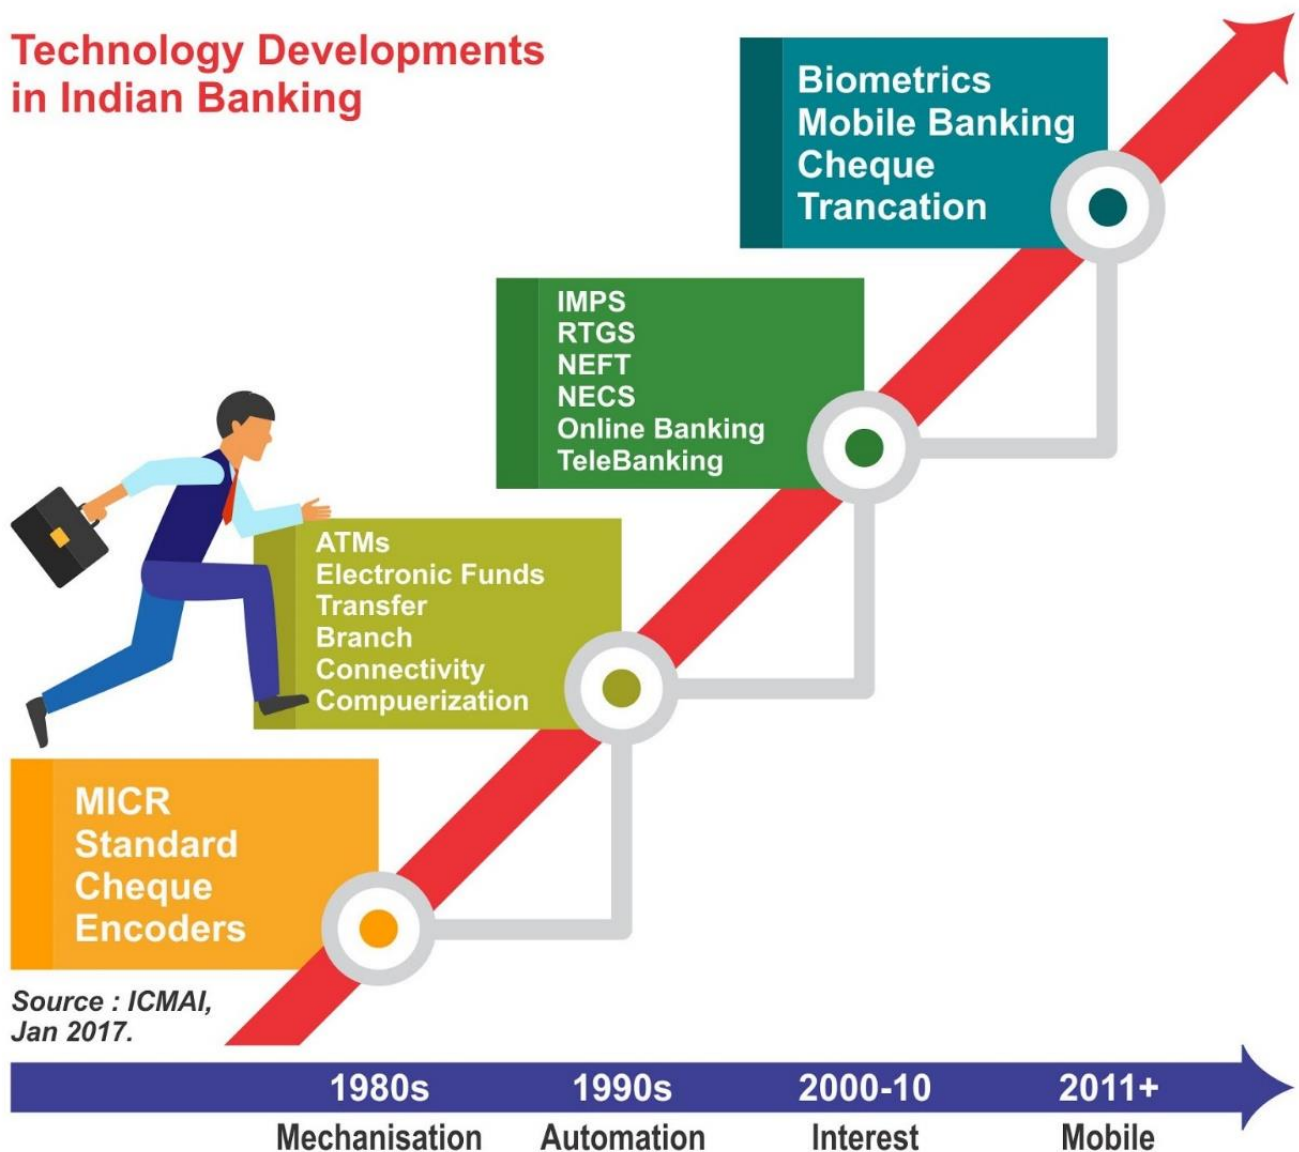 Technology Developments
in Indian Banking
Biometrics
Mobile Banking
Cheque
Trancation
IMPS
RTGS
NEFT
NECS
Online Banking
TeleBanking
ATMs
Electronic Funds
Transfer
Branch
Connectivity
Compuerization
MICR
Standard
Cheque
Encoders
Source : ICMAI,
Jan 2017.
1980s 1990s 2000-10 2011+
Mechanisation Automation Interest Mobile